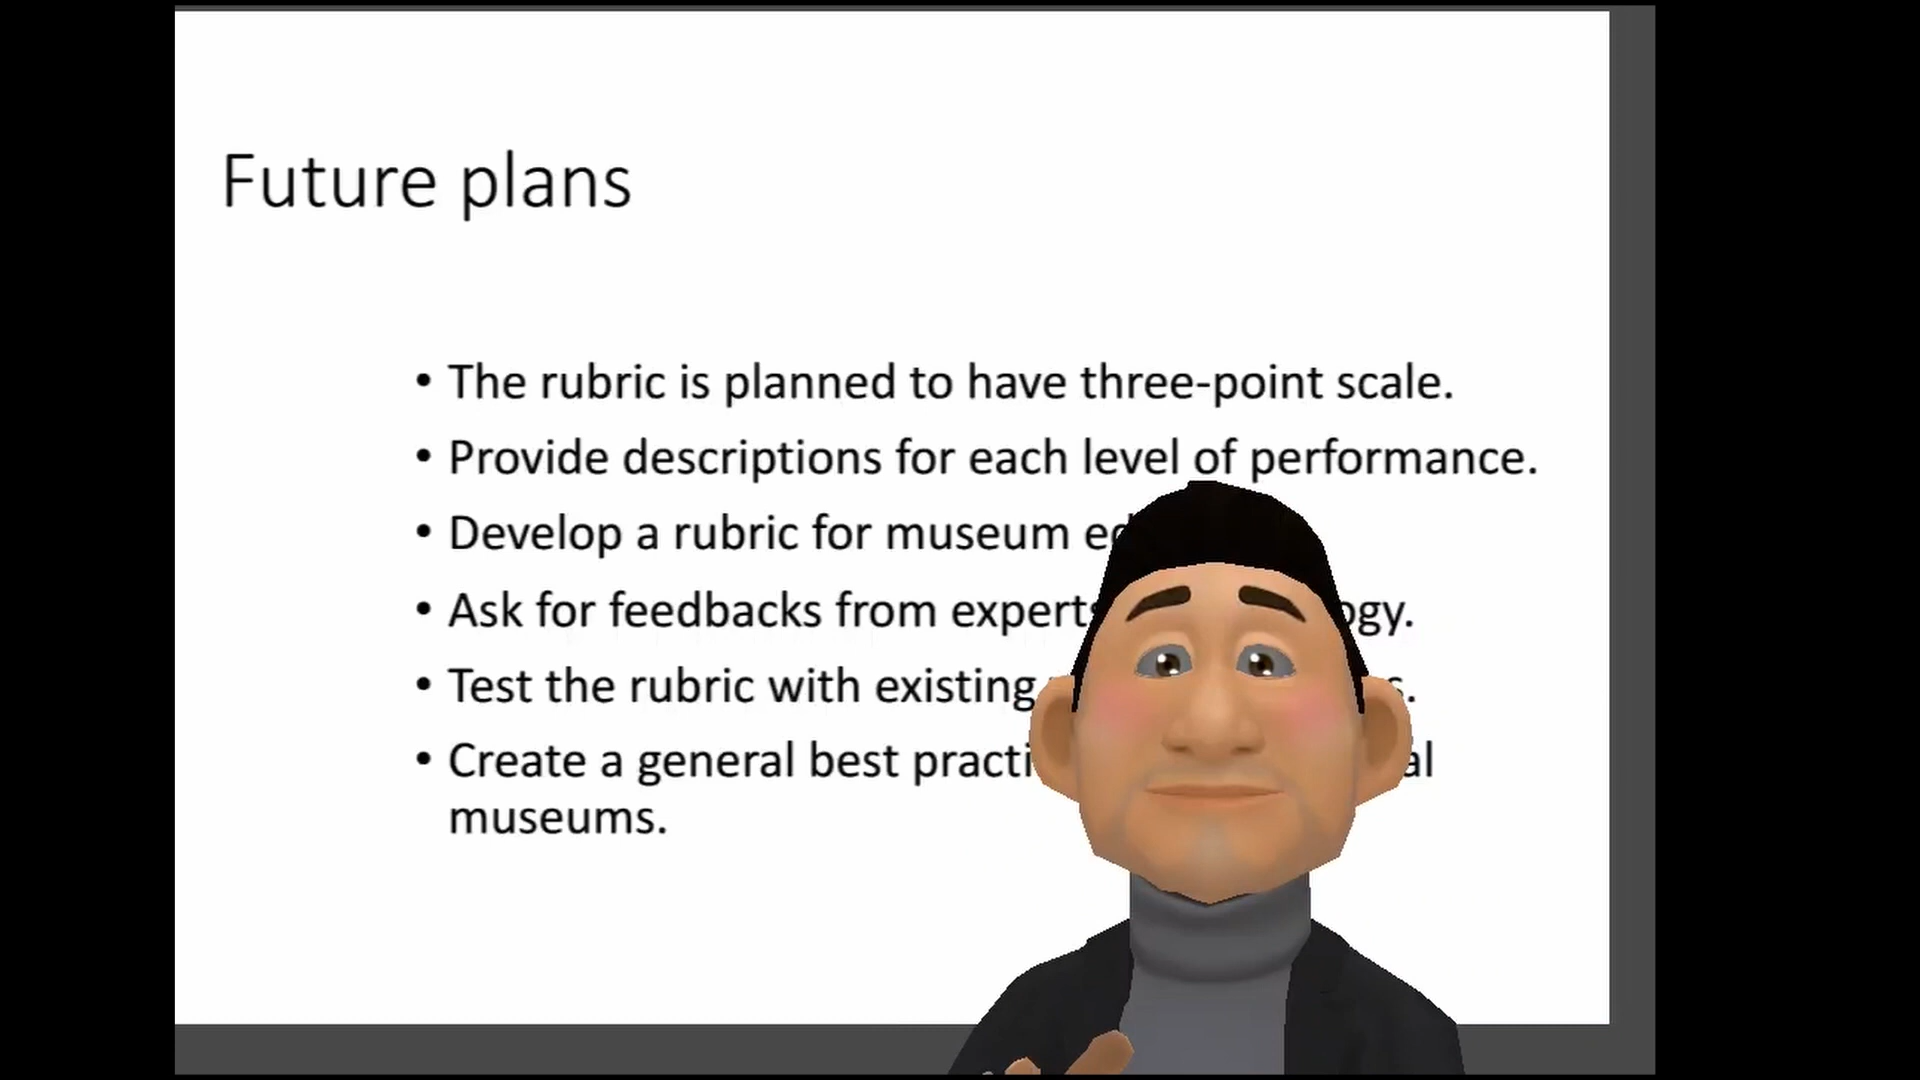 Future plans
• The rubric is planned to have three-point scale.
• Provide descriptions for each level of performance.
• Develop a rubric for museum
• Ask for feedbacks from experts
• Test the rubric with existing
• Create a general best
museums.